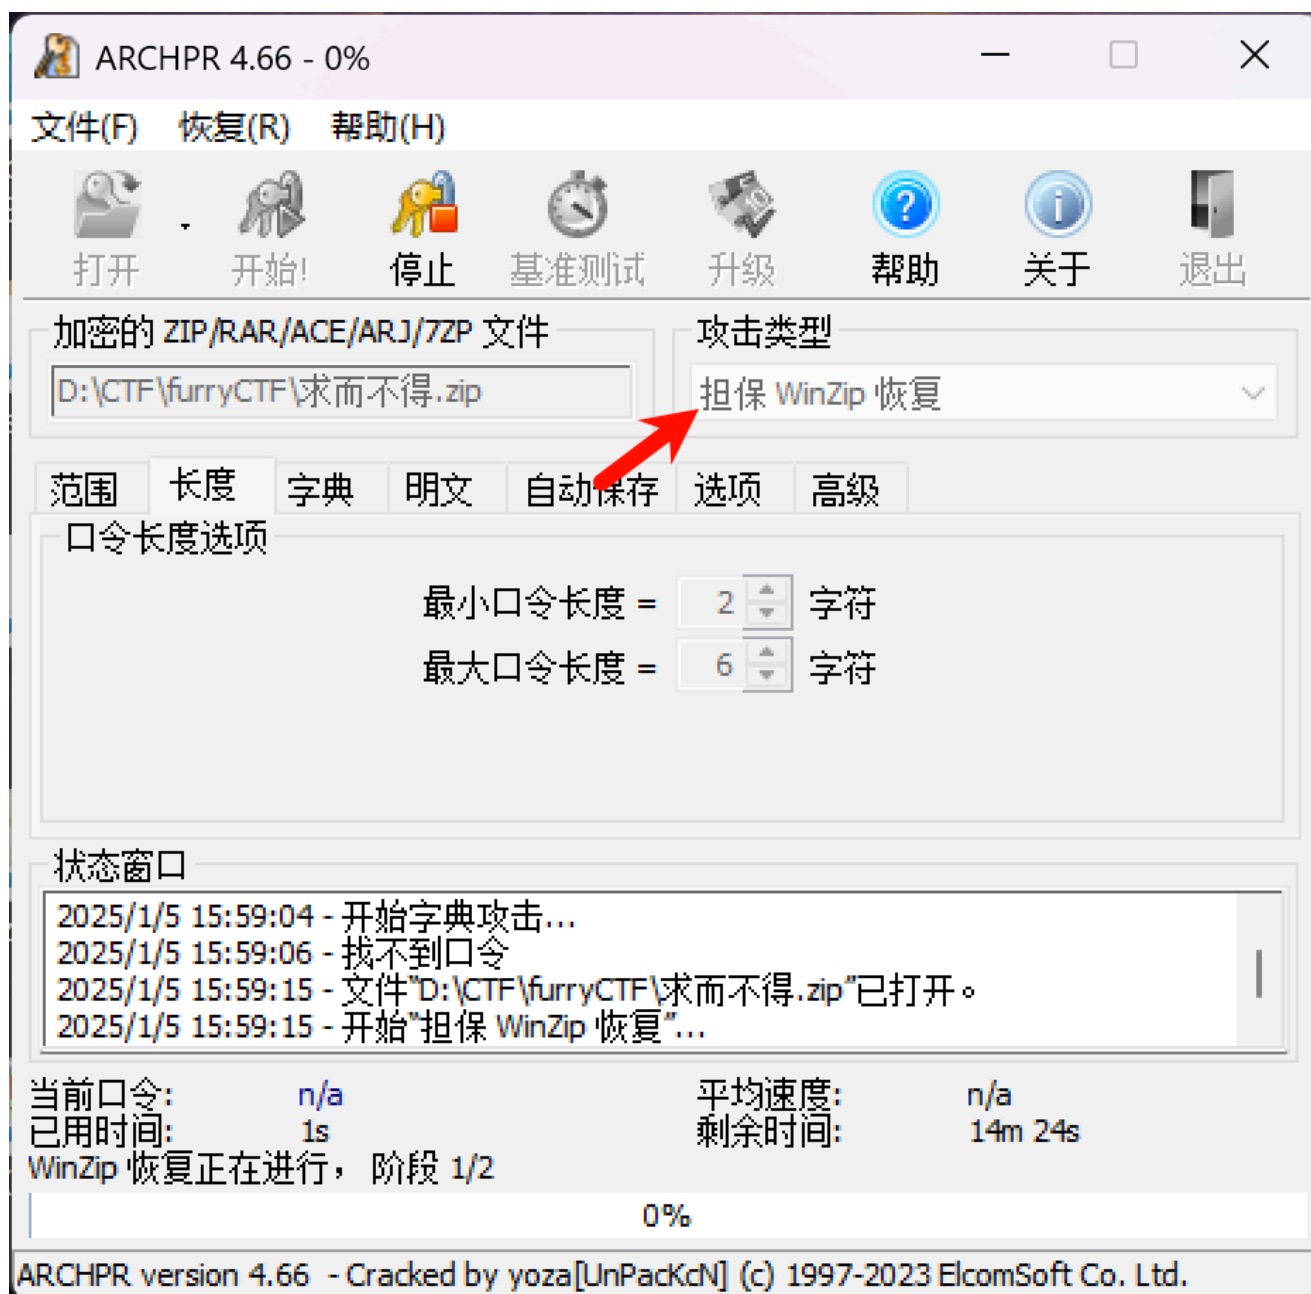 ARCHPR 4.66 - 0%
文件(F) 恢复(R) 帮助(H)
打开 开始! 停止 基准测试 升级 帮助 关于 退出
加密的 ZIP/RAR/ACE/ARJ/7ZP 文件 攻击类型
D:\CTF\furryCTF\求而不得.zip 担保 WinZip 恢复
范围 长度 字典 明文 自动保存 选项 高级
口令长度选项
最小口令长度 = 2 字符
最大口令长度 = 6 字符
状态窗口
2025/1/5 15:59:04 - 开始字典攻击...
2025/1/5 15:59:06 - 找不到口令
2025/1/5 15:59:15 - 文件"D:\CTF\furryCTF\求而不得.zip"已打开。
2025/1/5 15:59:15 - 开始"担保 WinZip 恢复"...
当前口令: n/a 平均速度: n/a
已用时间: 1s 剩余时间: 14m 24s
WinZip 恢复正在进行， 阶段 1/2
0%
ARCHPR version 4.66 - Cracked by yoza[UnPacKcN] (c) 1997-2023 ElcomSoft Co. Ltd.